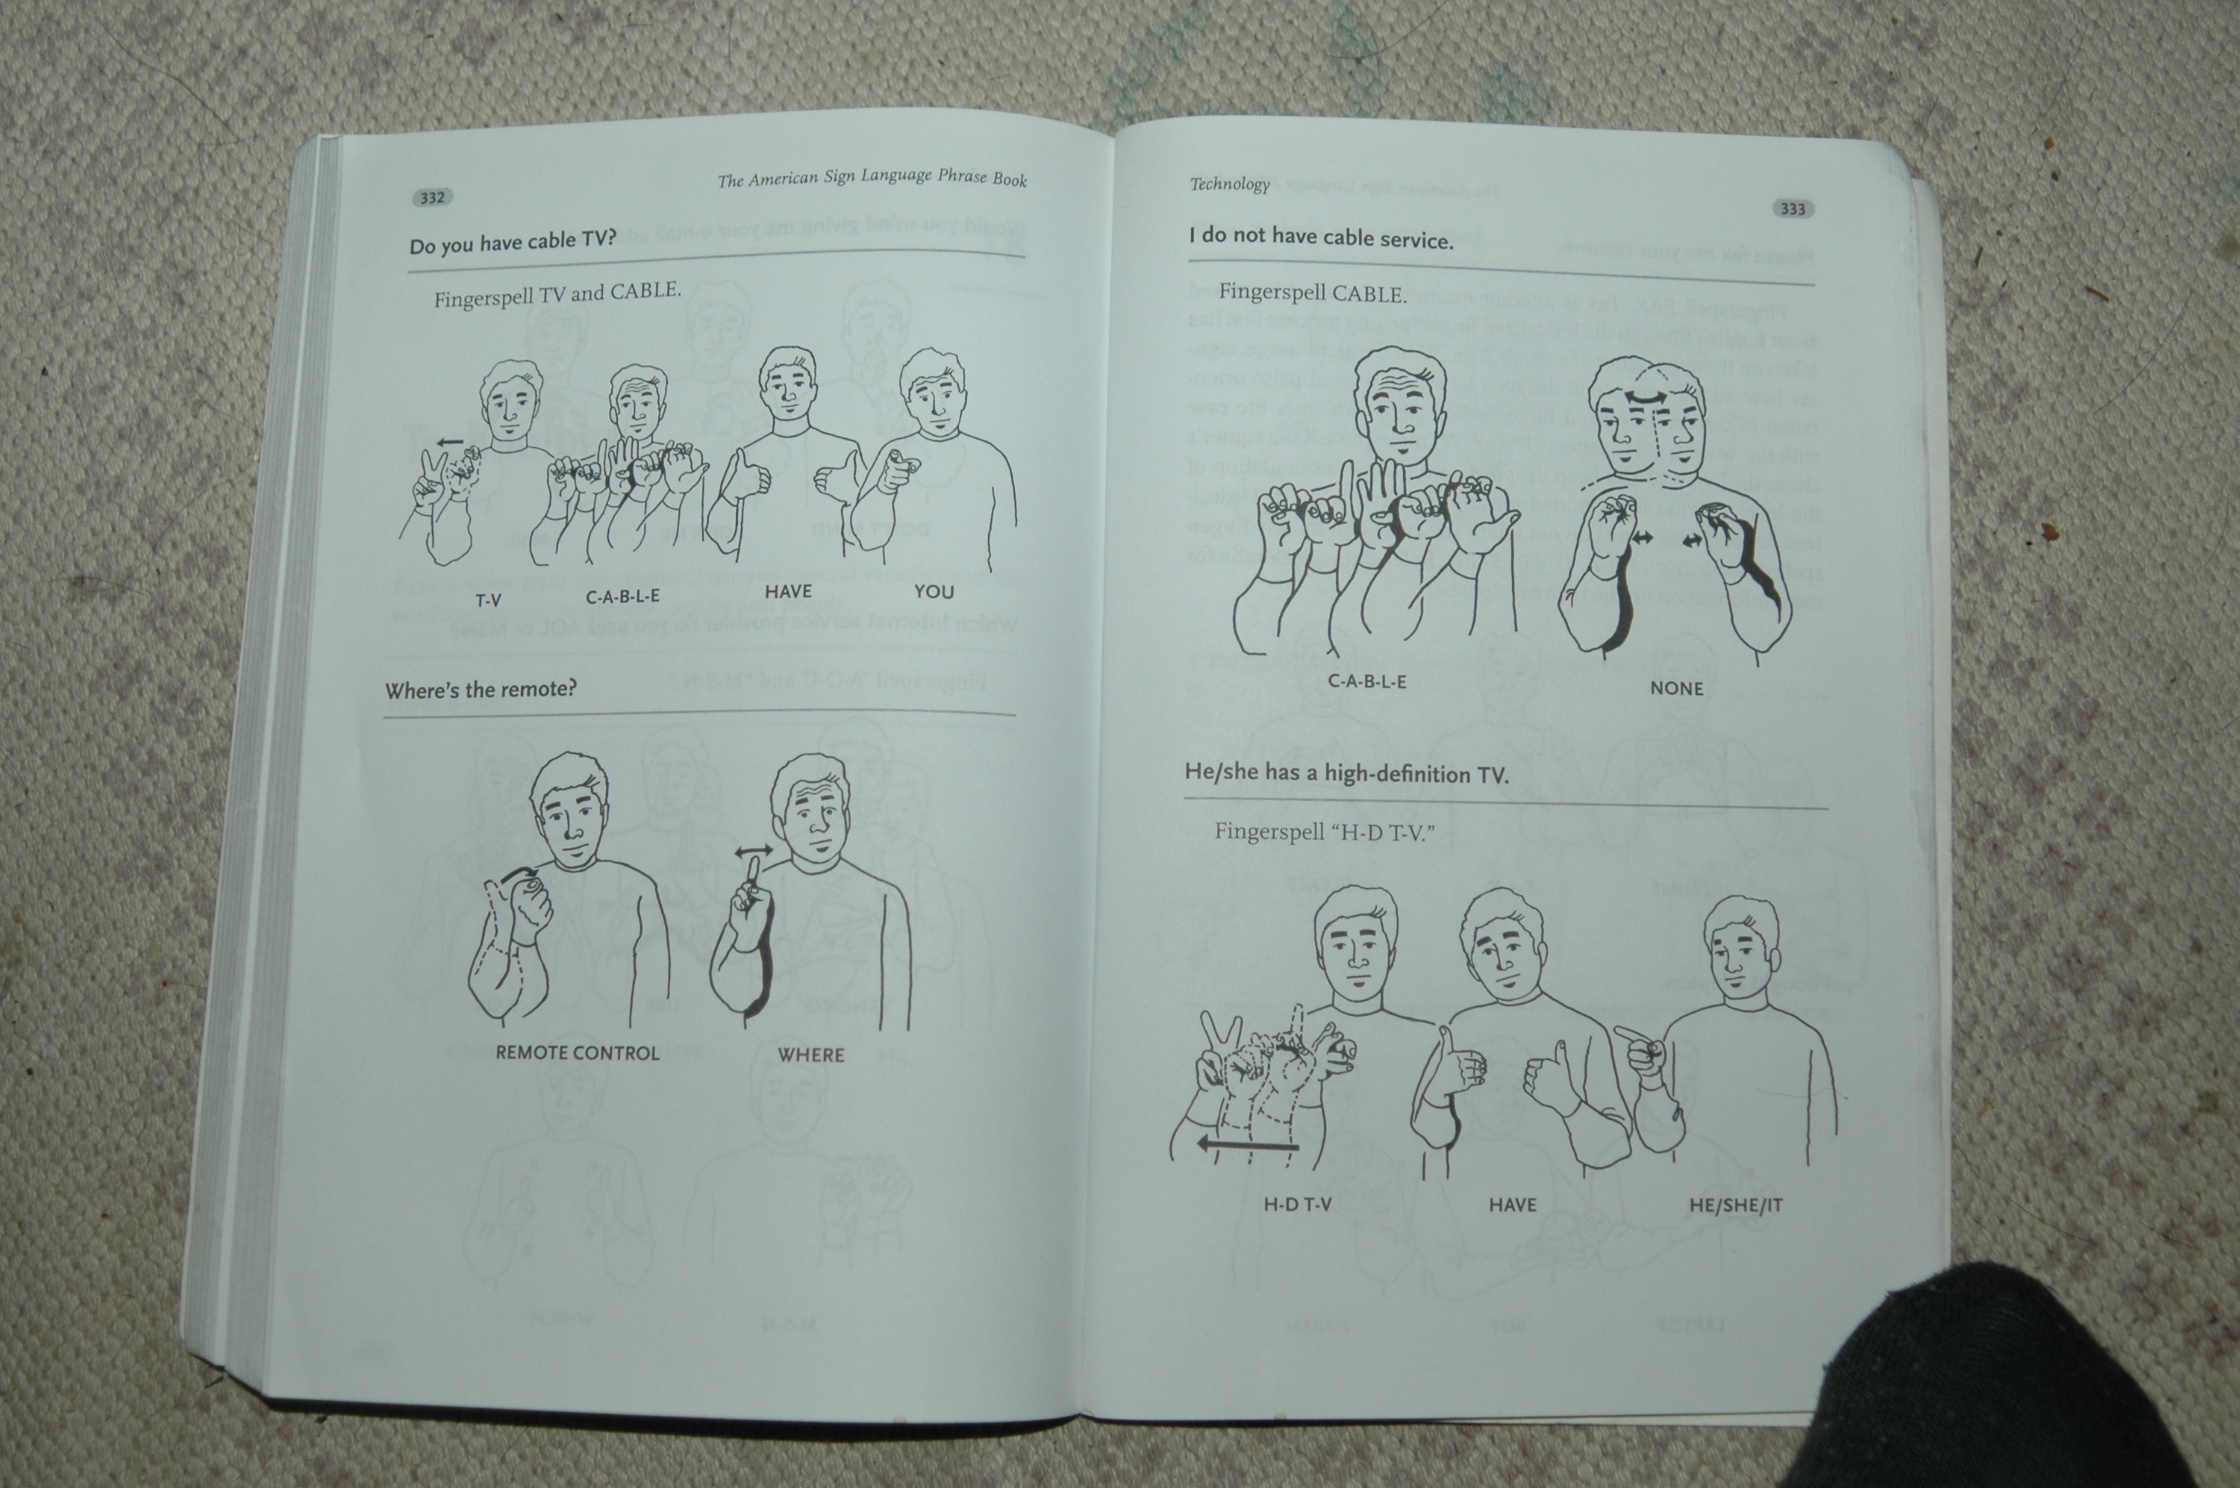 332
The American Sign Language Phrase Book
Do you have cable TV?
Fingerspell TV and CABLE.
T-V
C-A-B-L-E
HAVE
YOU
Where's the remote?
REMOTE CONTROL
WHERE
Technology
333
I do not have cable service.
Fingerspell CABLE.
C-A-B-L-E
NONE
He/she has a high-definition TV.
Fingerspell “H-D T-V.”
H-D T-V
HAVE
HE/SHE/IT